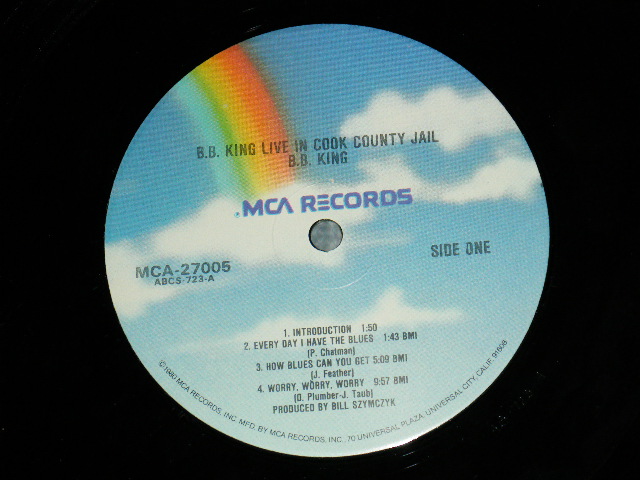 B.B. KING LIVE IN COOK COUNTY JAIL
B.B. KING
MCA RECORDS
SIDE ONE
MCA-27005
ABCS-723-A
1. INTRODUCTION 1:50
2. EVERY DAY I HAVE THE BLUES 1:43 BMI
(P. Chatman)
3. HOW BLUES CAN YOU GET 5:09 BMI
(J. Feather)
4. WORRY, WORRY, WORRY 9:57 BMI
(D. Plumber-J. Taub)
PRODUCED BY BILL SZYMCZYK
©1980 MCA RECORDS, INC. MFD. BY MCA RECORDS, INC. 70 UNIVERSAL PLAZA, UNIVERSAL CITY, CALIF. 91608